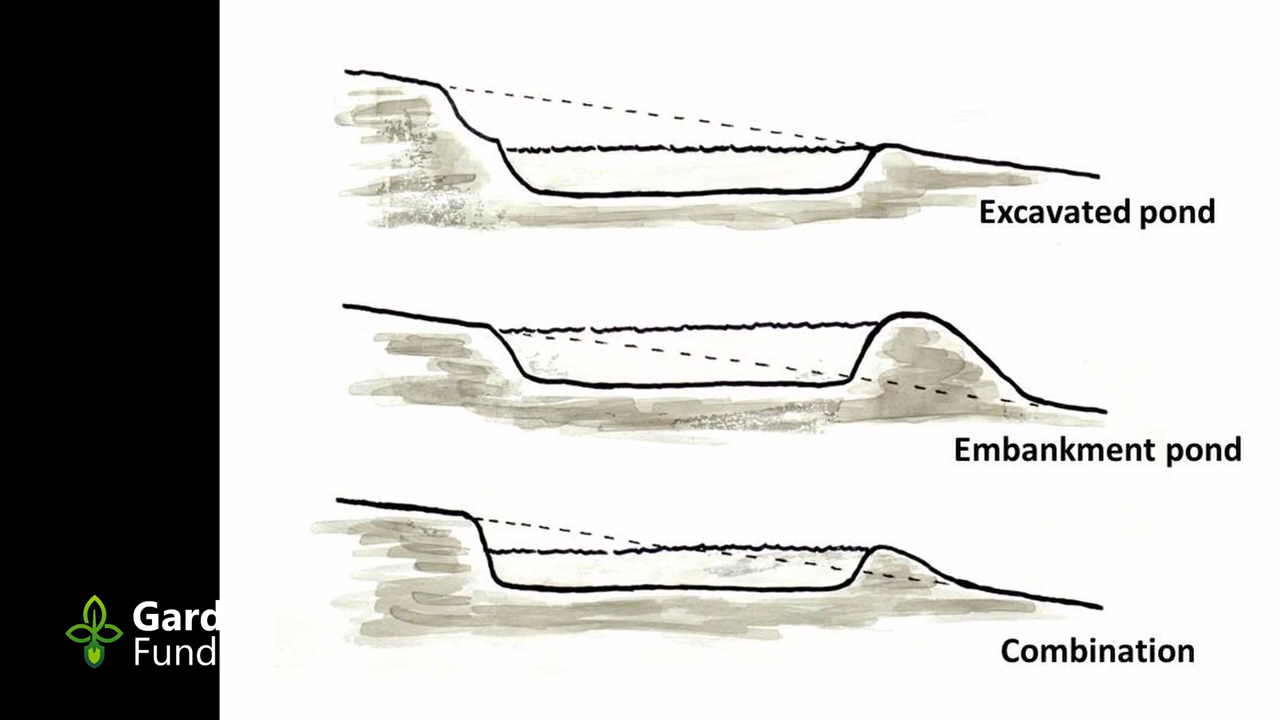 Excavated pond
Embankment pond
Combination
Gard
Fund